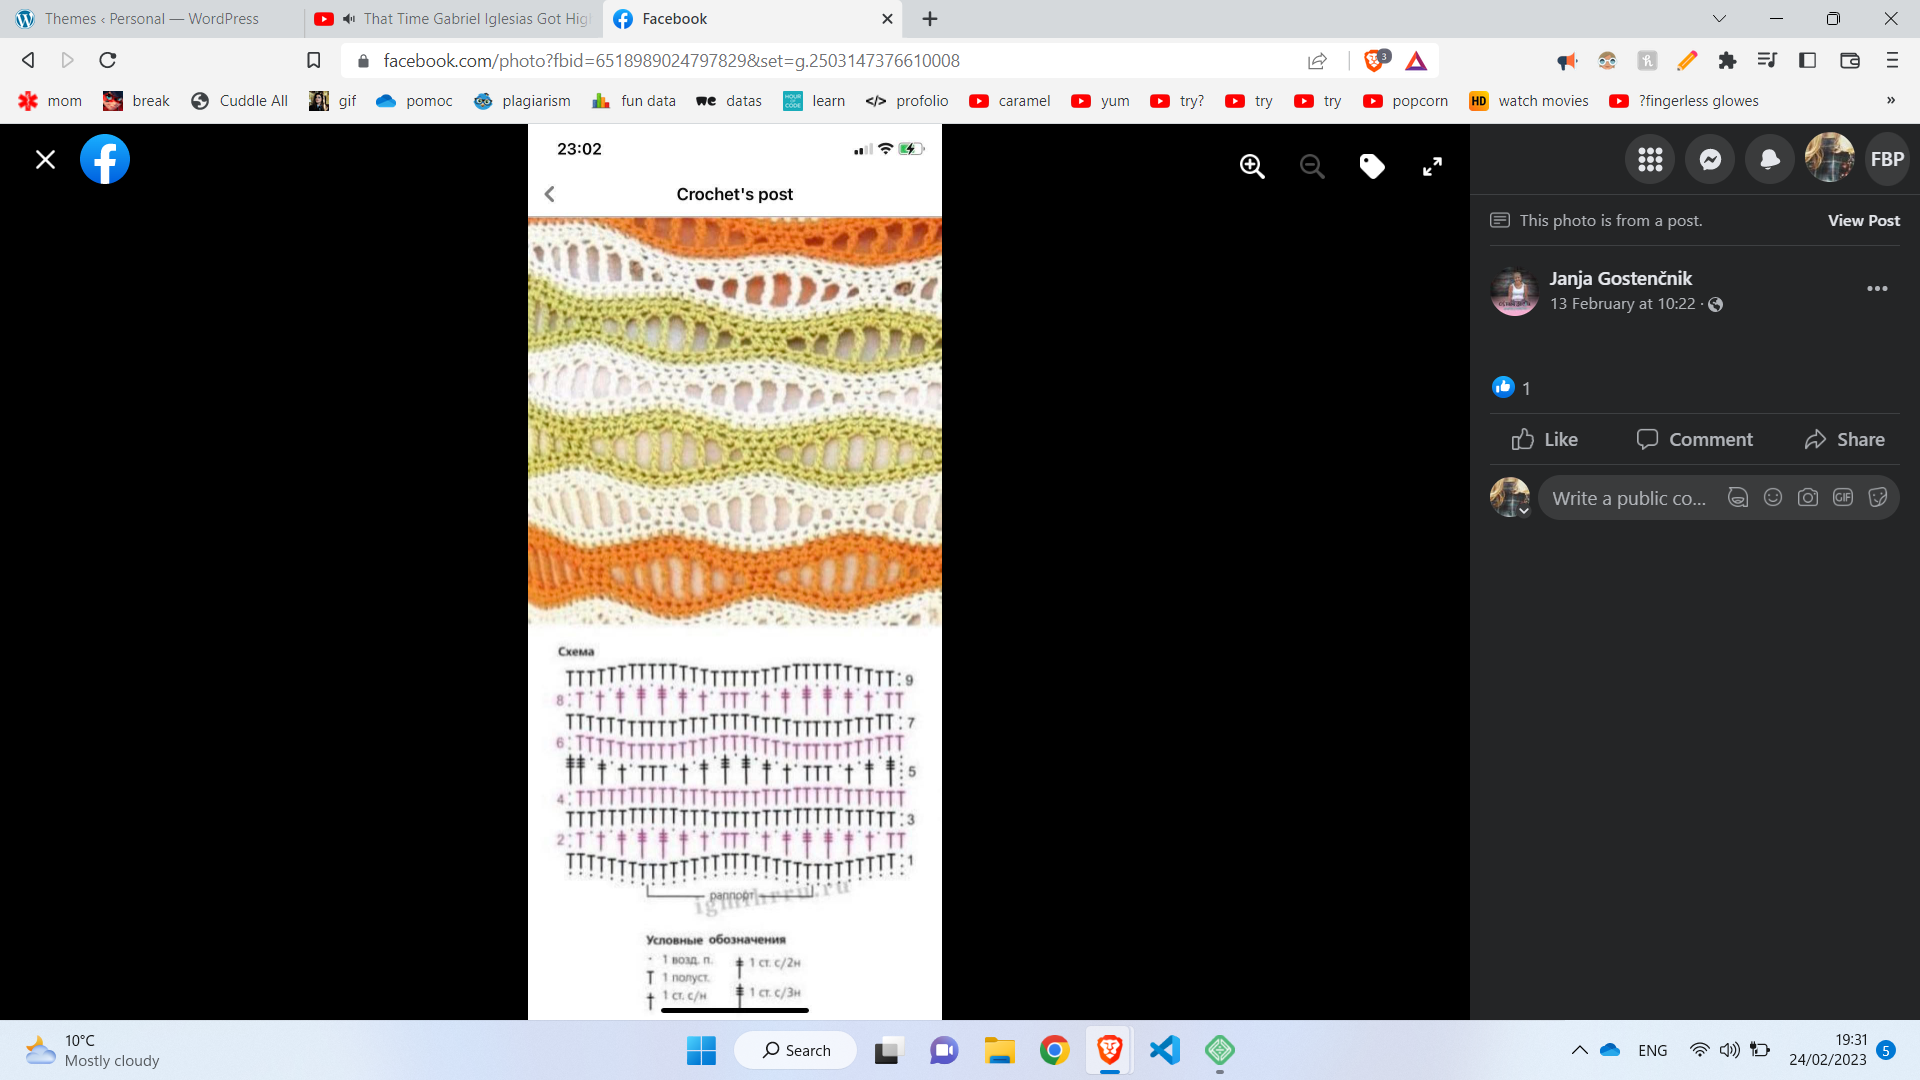 Themes ‹ Personal — WordPress
That Time Gabriel Iglesias Got Hig
Facebook
facebook.com/photo?fbid=6518989024797829&set=g.2503147376610008
3
mom
break
Cuddle All
gif
pomoc
plagiarism
fun data
datas
learn
profolio
caramel
yum
try?
try
try
popcorn
HD
watch movies
?fingerless glowes
»
23:02
Crochet's post
Схема
9
8
7
6
5
4
3
2
1
раппорт
igmihrru.ru
Условные обозначения
1 возд. п.
1 полуст.
1 ст. с/н
1 ст. с/2н
1 ст. с/3н
FBP
This photo is from a post.
View Post
Janja Gostenčnik
13 February at 10:22 ·
1
Like
Comment
Share
Write a public co...
GIF
10°C
Mostly cloudy
Search
ENG
19:31
24/02/2023
5